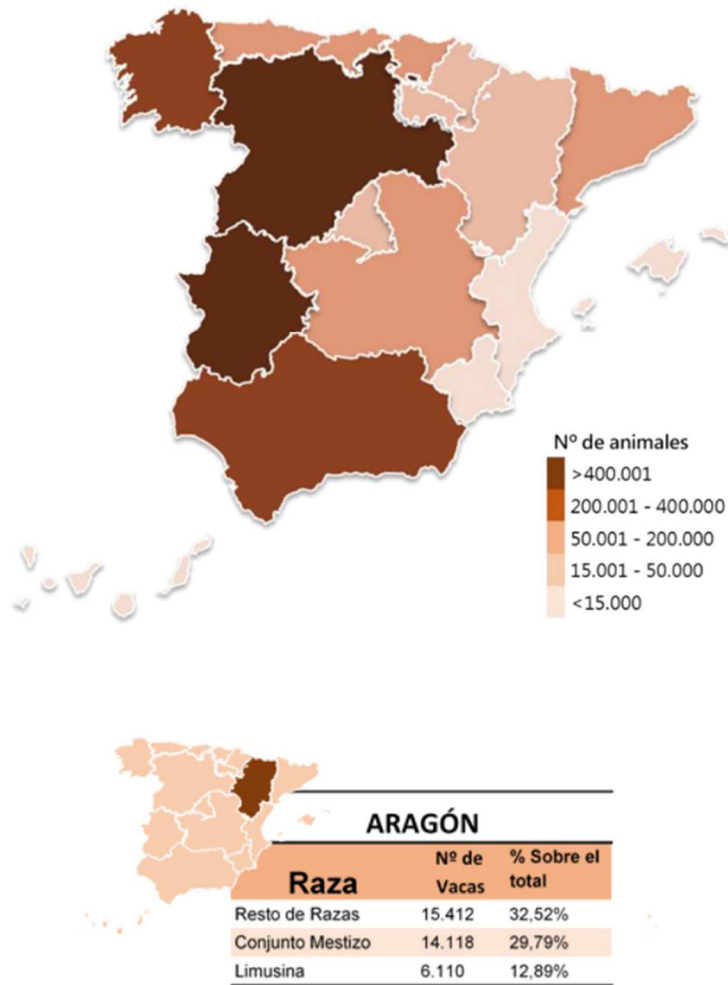 Nº de animales
>400.001
200.001 - 400.000
50.001 - 200.000
15.001 - 50.000
<15.000
ARAGÓN
Raza Nº de Vacas % Sobre el total
Resto de Razas 15.412 32,52%
Conjunto Mestizo 14.118 29,79%
Limusina 6.110 12,89%